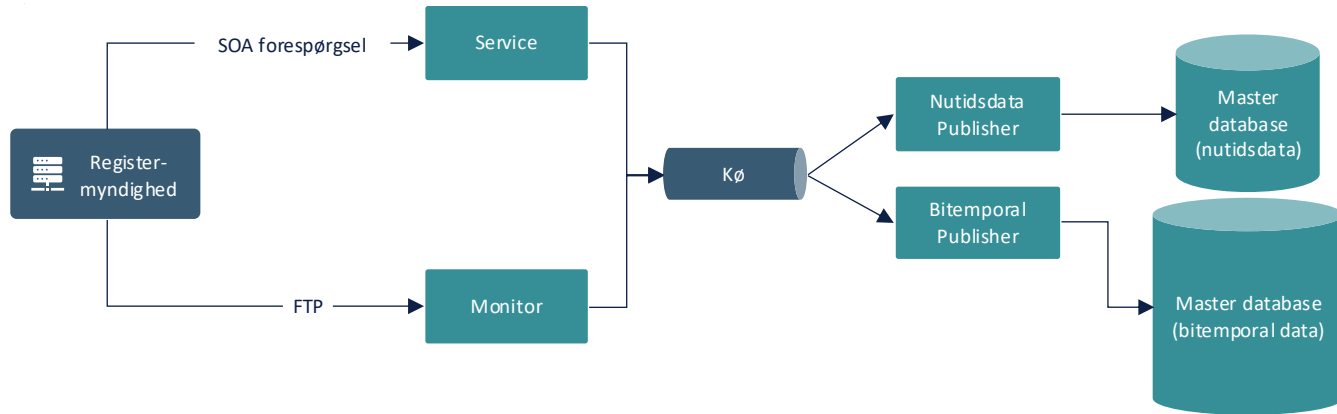 SOA forespørgsel
Service
Register-
myndighed
FTP
Monitor
Kø
Nutidsdata
Publisher
Bitemporal
Publisher
Master
database
(nutidsdata)
Master database
(bitemporal data)